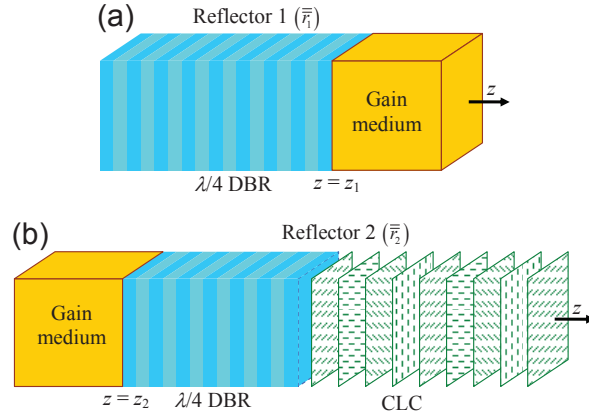 (a)
Reflector 1 (r̿₁)
Gain
medium
z
λ/4 DBR
z = z₁
(b)
Reflector 2 (r̿₂)
Gain
medium
z
z = z₂
λ/4 DBR
CLC